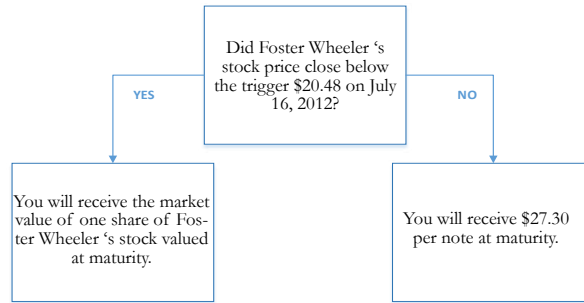 Did Foster Wheeler ‘s
stock price close below
the trigger $20.48 on July
16, 2012?
YES
NO
You will receive the market
value of one share of Fos-
ter Wheeler ‘s stock valued
at maturity.
You will receive $27.30
per note at maturity.